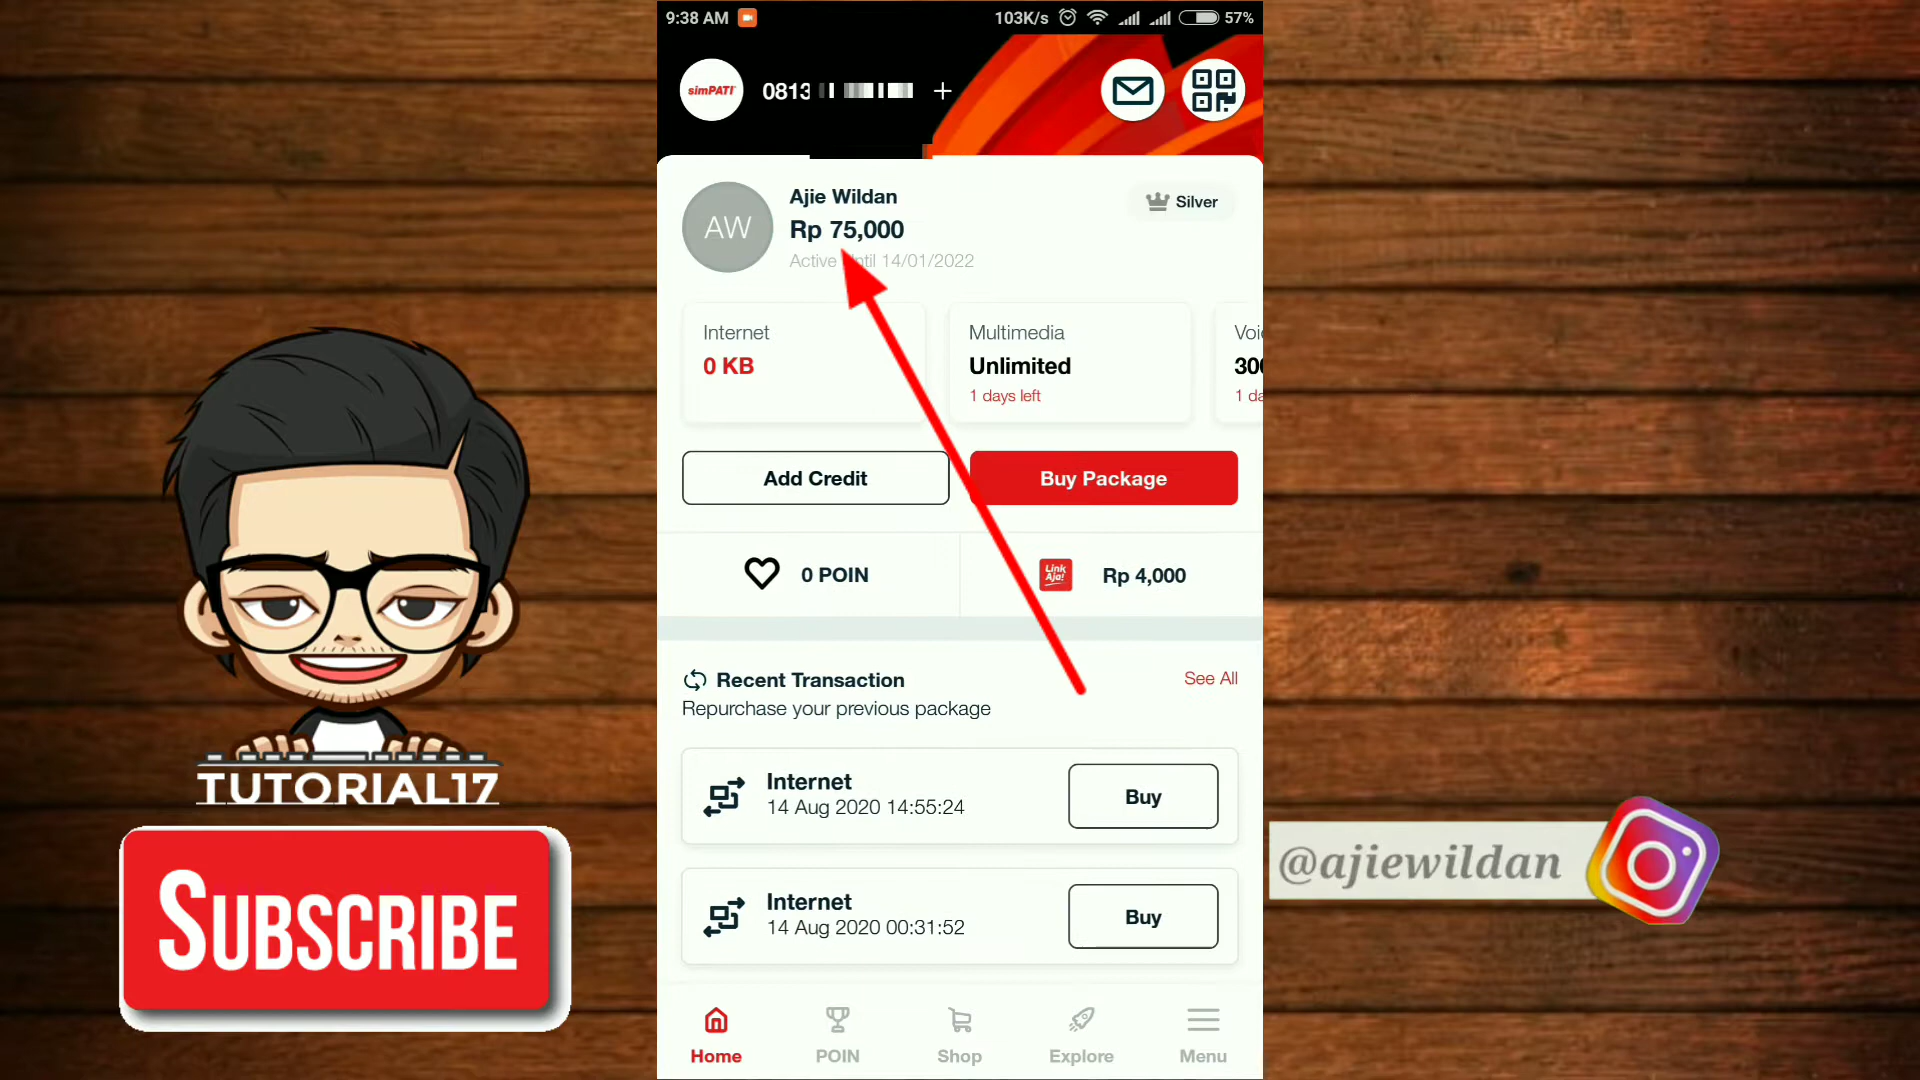 9:38 AM
103K/s
57%
simPATI
0813
+
Ajie Wildan
Rp 75,000
Active until 14/01/2022
AW
Silver
Internet
0 KB
Multimedia
Unlimited
1 days left
Add Credit
Buy Package
0 POIN
Link
Aja!
Rp 4,000
Recent Transaction
See All
Repurchase your previous package
Internet
14 Aug 2020 14:55:24
Buy
Internet
14 Aug 2020 00:31:52
Buy
Home
POIN
Shop
Explore
Menu
TUTORIAL17
SUBSCRIBE
@ajiewildan